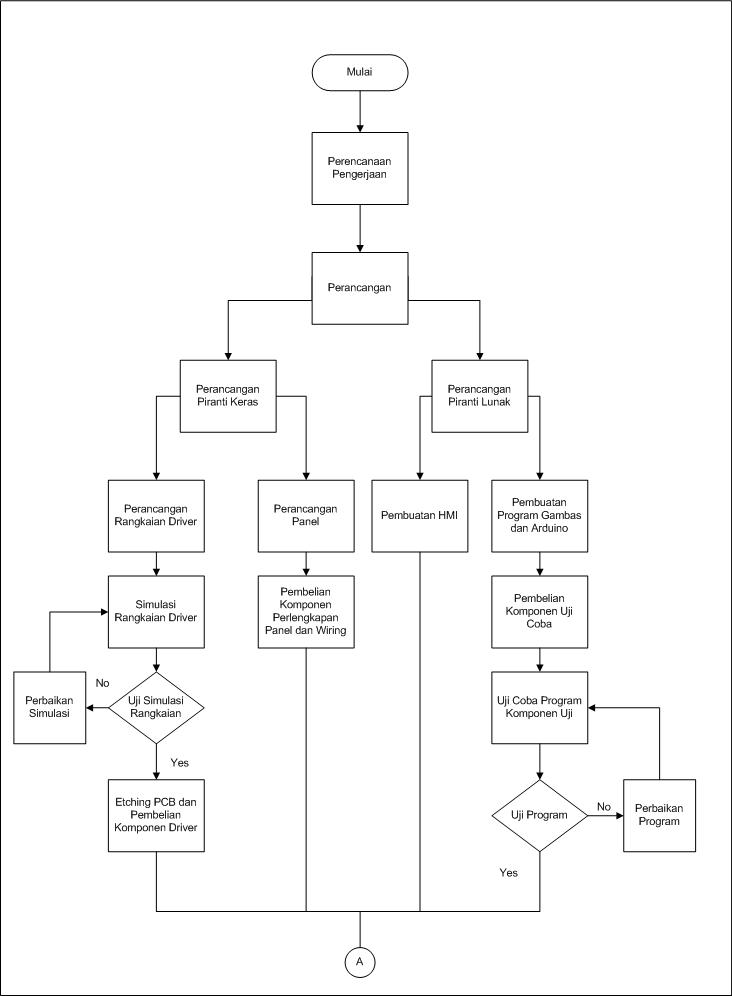 Mulai
Perencanaan
Pengerjaan
Perancangan
Perancangan
Piranti Keras
Perancangan
Piranti Lunak
Perancangan
Rangkaian Driver
Perancangan
Panel
Pembuatan HMI
Pembuatan
Program Gambas
dan Arduino
Simulasi
Rangkaian Driver
Pembelian
Komponen
Perlengkapan
Panel dan Wiring
Pembelian
Komponen Uji
Coba
Perbaikan
Simulasi
No
Uji Simulasi
Rangkaian
Uji Coba Program
Komponen Uji
Yes
Etching PCB dan
Pembelian
Komponen Driver
Uji Program
No
Perbaikan
Program
Yes
A